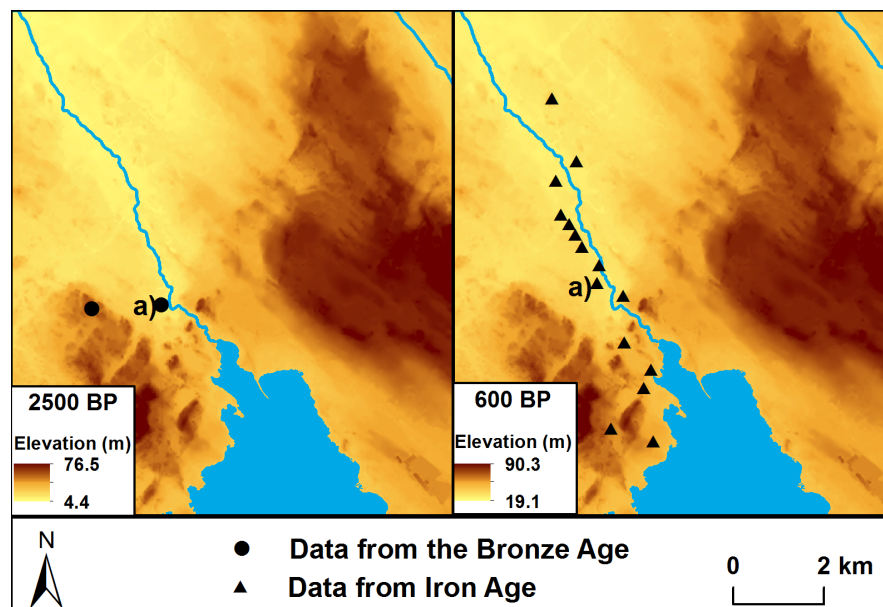 a)
2500 BP
Elevation (m)
76.5
4.4
a)
600 BP
Elevation (m)
90.3
19.1
N
Data from the Bronze Age
Data from Iron Age
0 2 km